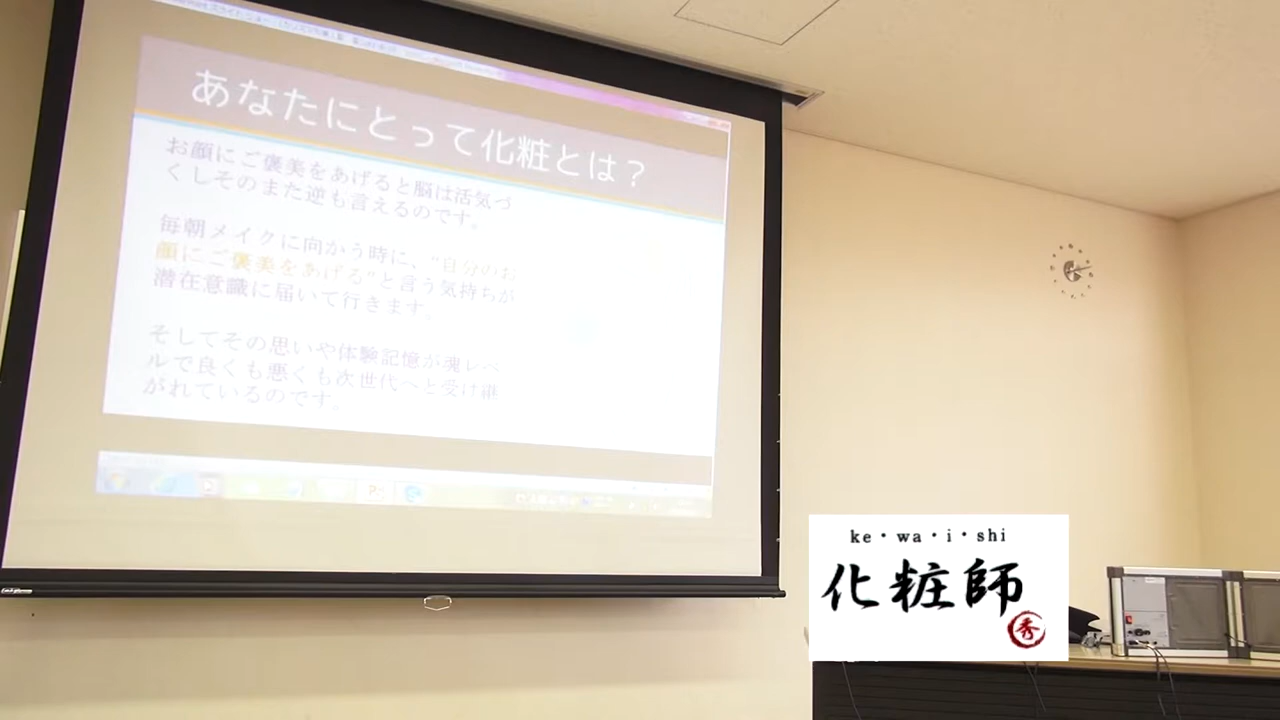 あなたにとって化粧とは？
お顔にご褒美をあげると脳は活気づ
くしそのまた逆も言えるのです。
毎朝メイクに向かう時に、"自分のお
顔にご褒美をあげる"と言う気持ちが
潜在意識に届いて行きます。
そしてその思いや体験記憶が魂レベ
ルで良くも悪くも次世代へと受け継
がれているのです。
ke・wa・i・shi
化粧師
秀